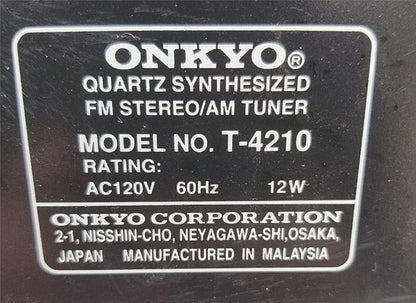 ONKYO®
QUARTZ SYNTHESIZED
FM STEREO/AM TUNER
MODEL NO. T-4210
RATING:
AC120V 60Hz 12W
ONKYO CORPORATION
2-1, NISSHIN-CHO, NEYAGAWA-SHI,OSAKA,
JAPAN MANUFACTURED IN MALAYSIA